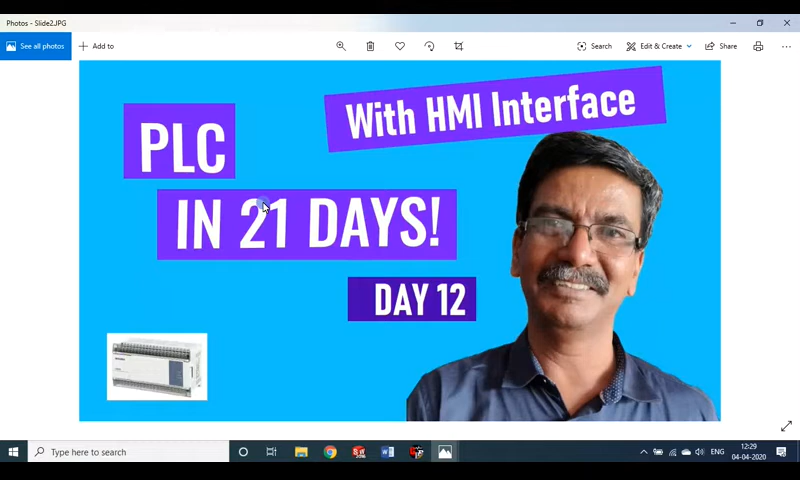 Photos - Slide2.JPG
See all photos
Add to
Search
Edit & Create
Share
With HMI Interface
PLC
IN 21 DAYS!
DAY 12
Type here to search
ENG
12:29
04-04-2020